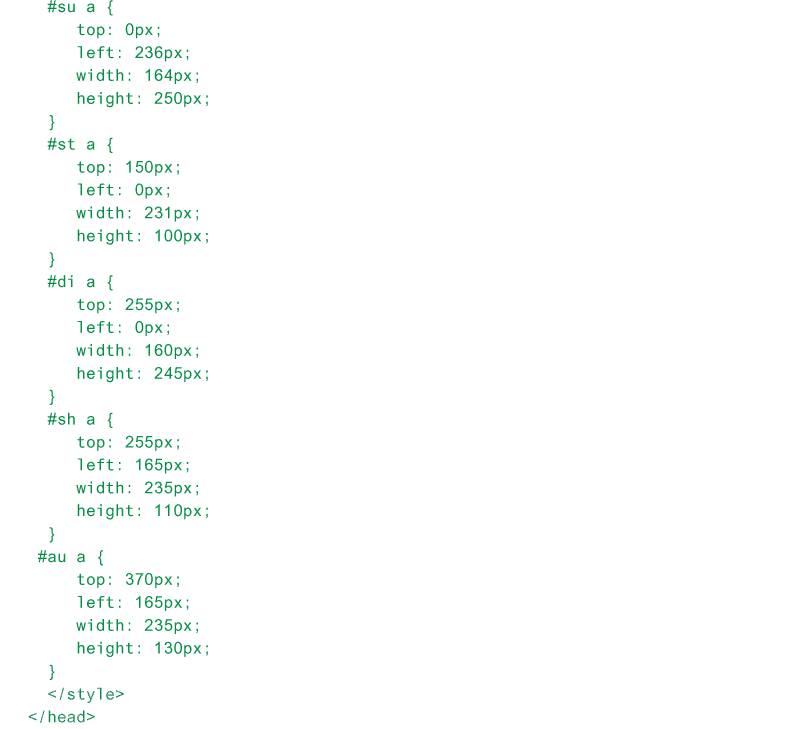 #su a {
top: 0px;
left: 236px;
width: 164px;
height: 250px;
}
#st a {
top: 150px;
left: 0px;
width: 231px;
height: 100px;
}
#di a {
top: 255px;
left: 0px;
width: 160px;
height: 245px;
}
#sh a {
top: 255px;
left: 165px;
width: 235px;
height: 110px;
}
#au a {
top: 370px;
left: 165px;
width: 235px;
height: 130px;
}
</style>
</head>